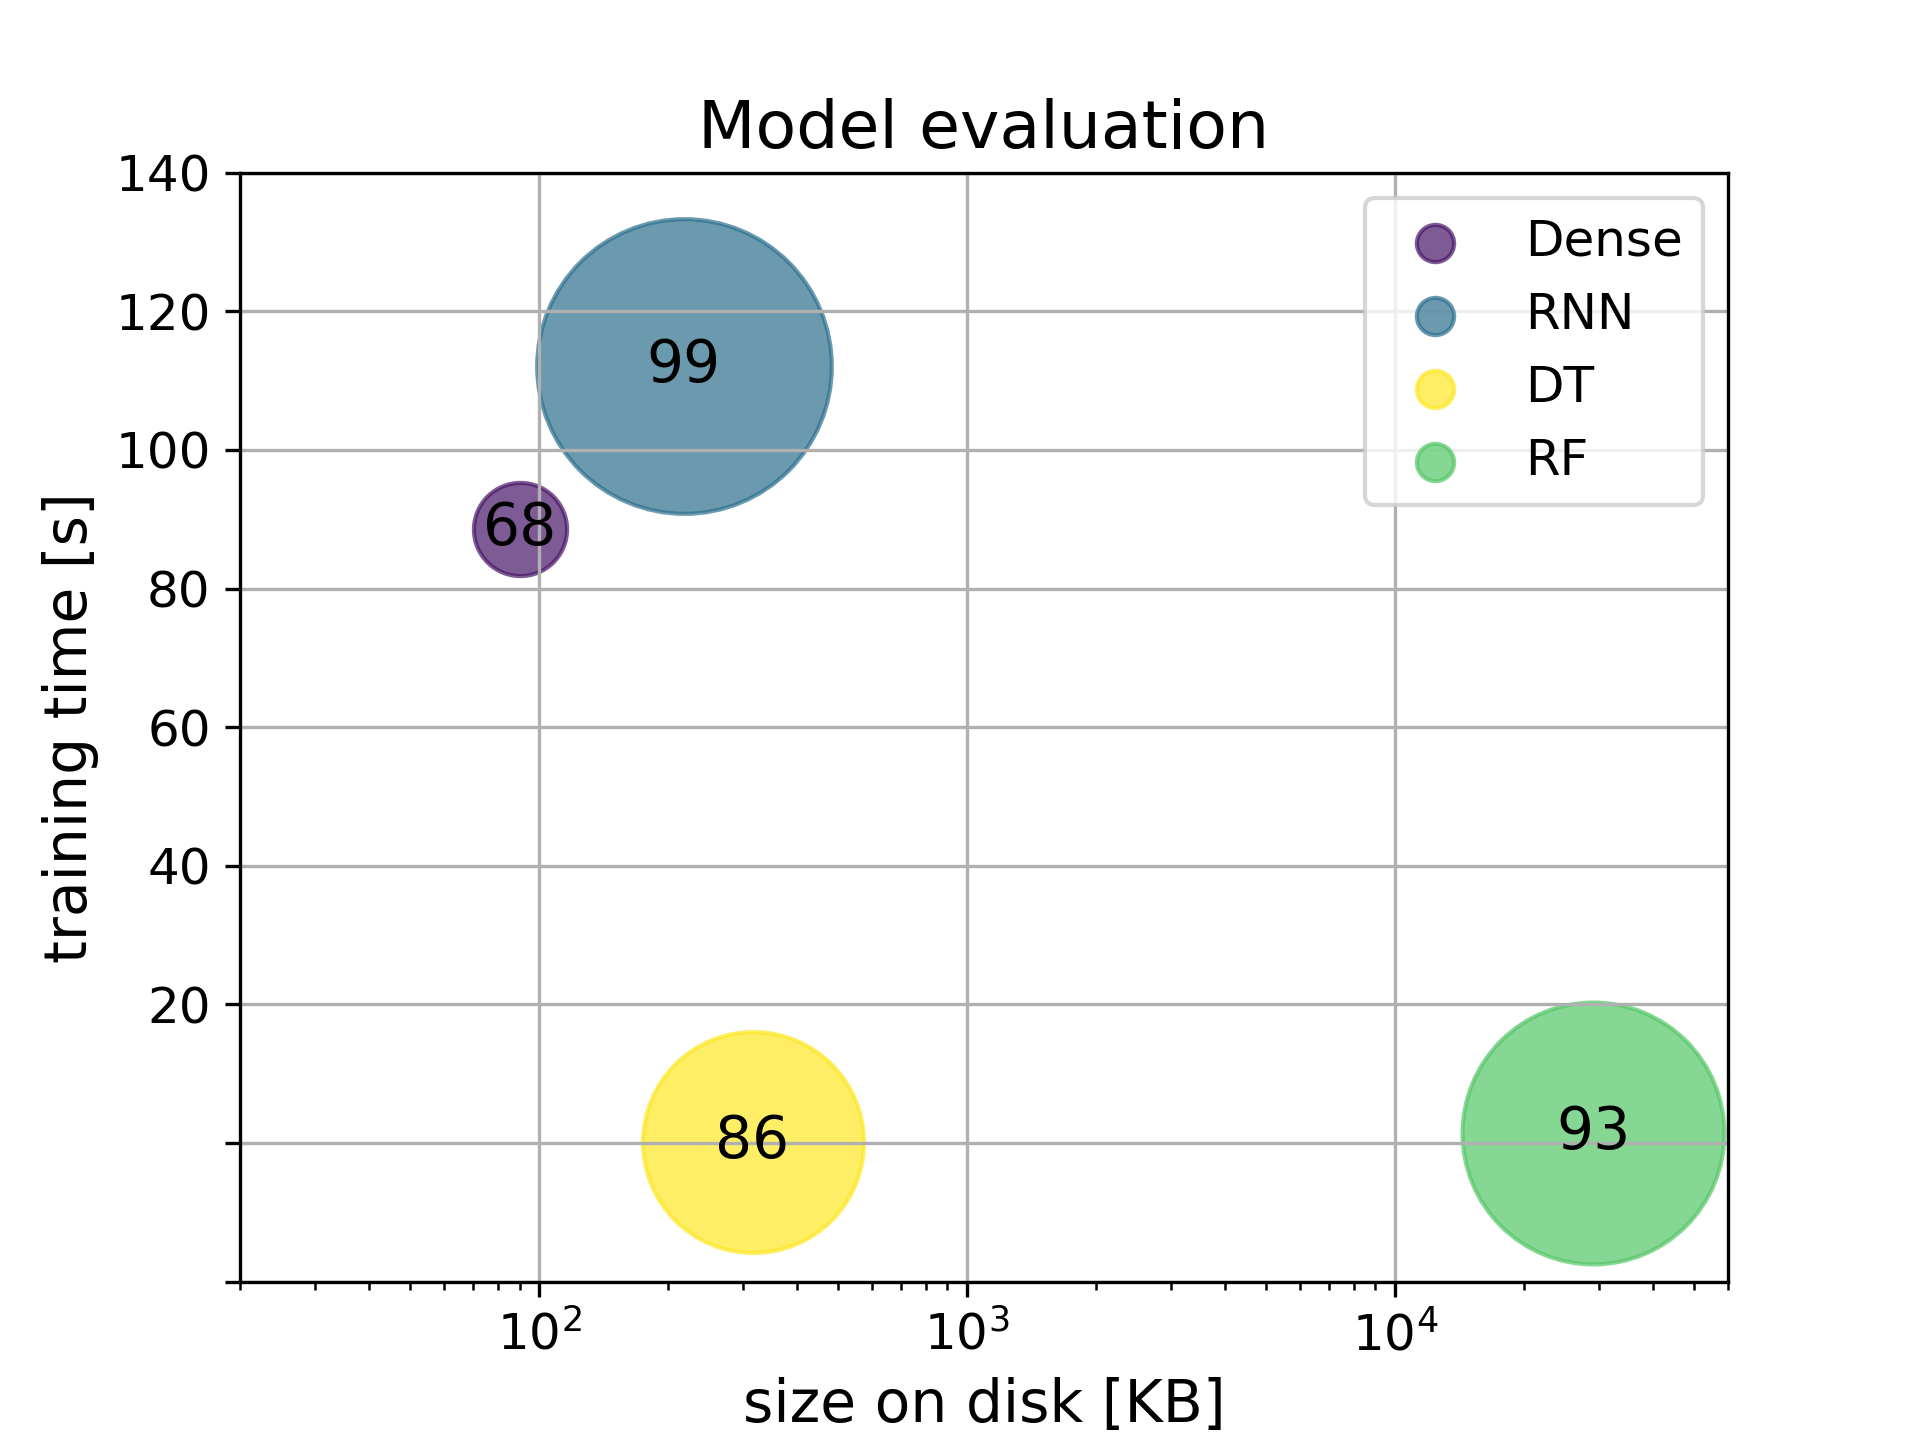 Model evaluation
140
120
100
80
60
40
20
training time [s]
99
68
86
93
Dense
RNN
DT
RF
10²
10³
10⁴
size on disk [KB]